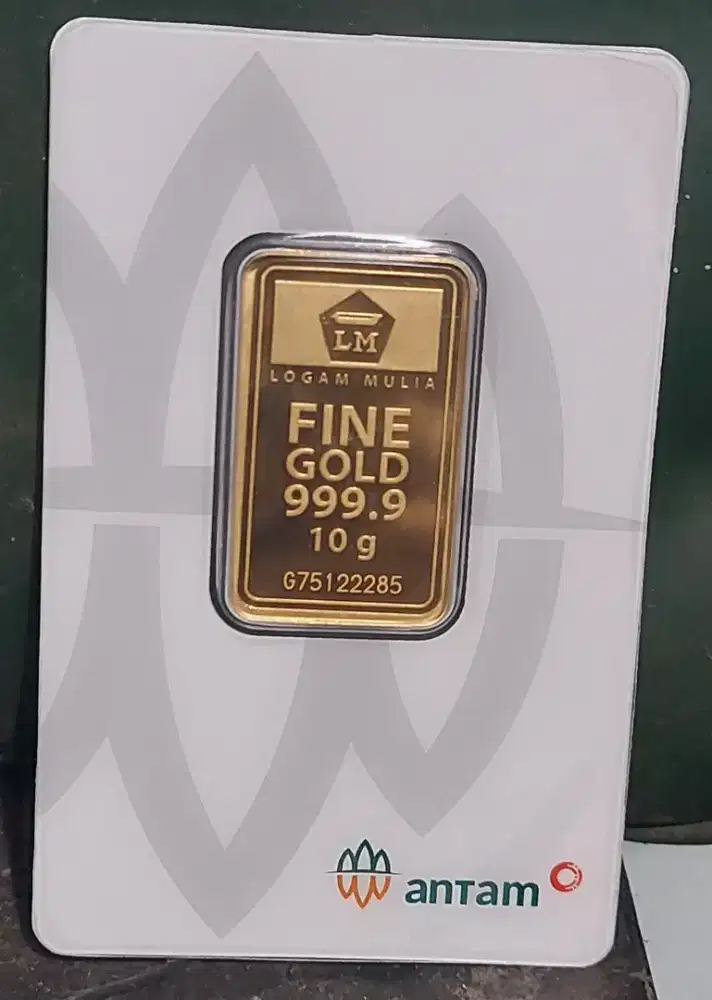 LM
LOGAM MULIA
FINE
GOLD
999.9
10 g
G75122285
antam